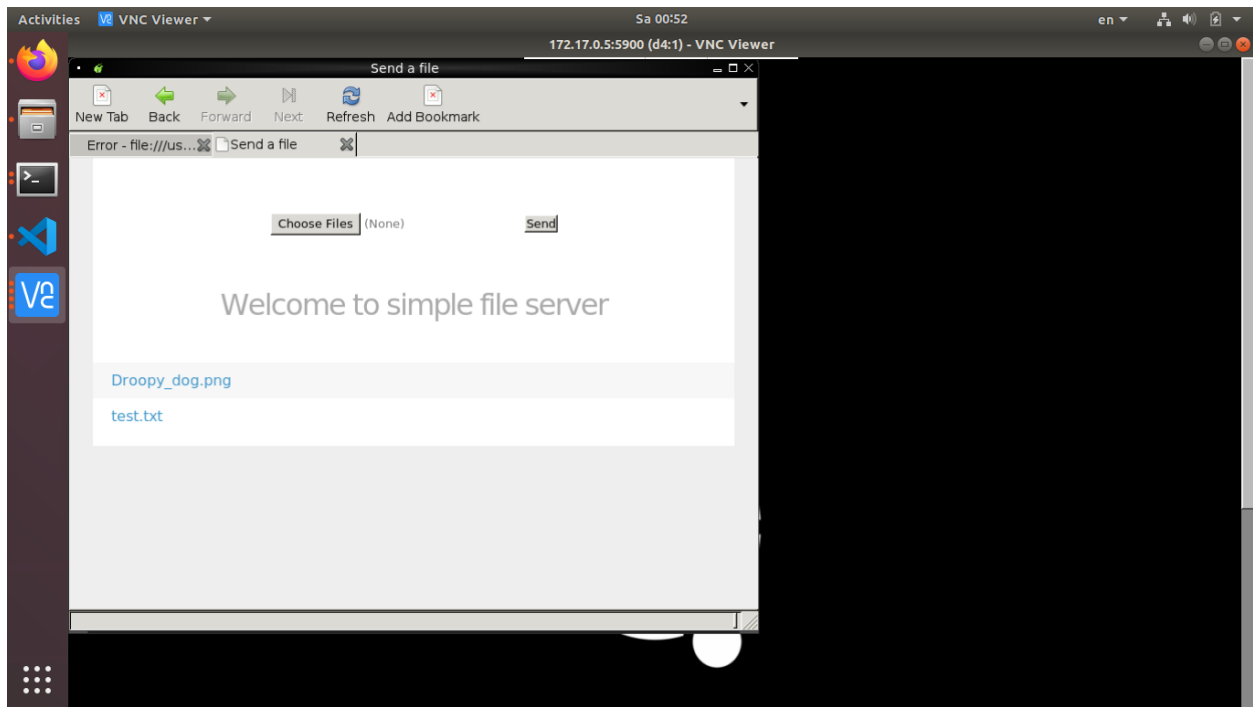 Activities VNC Viewer Sa 00:52 en
172.17.0.5:5900 (d4:1) - VNC Viewer
Send a file
New Tab Back Forward Next Refresh Add Bookmark
Error - file:///us... Send a file
Choose Files (None) Send
Welcome to simple file server
Droopy_dog.png
test.txt